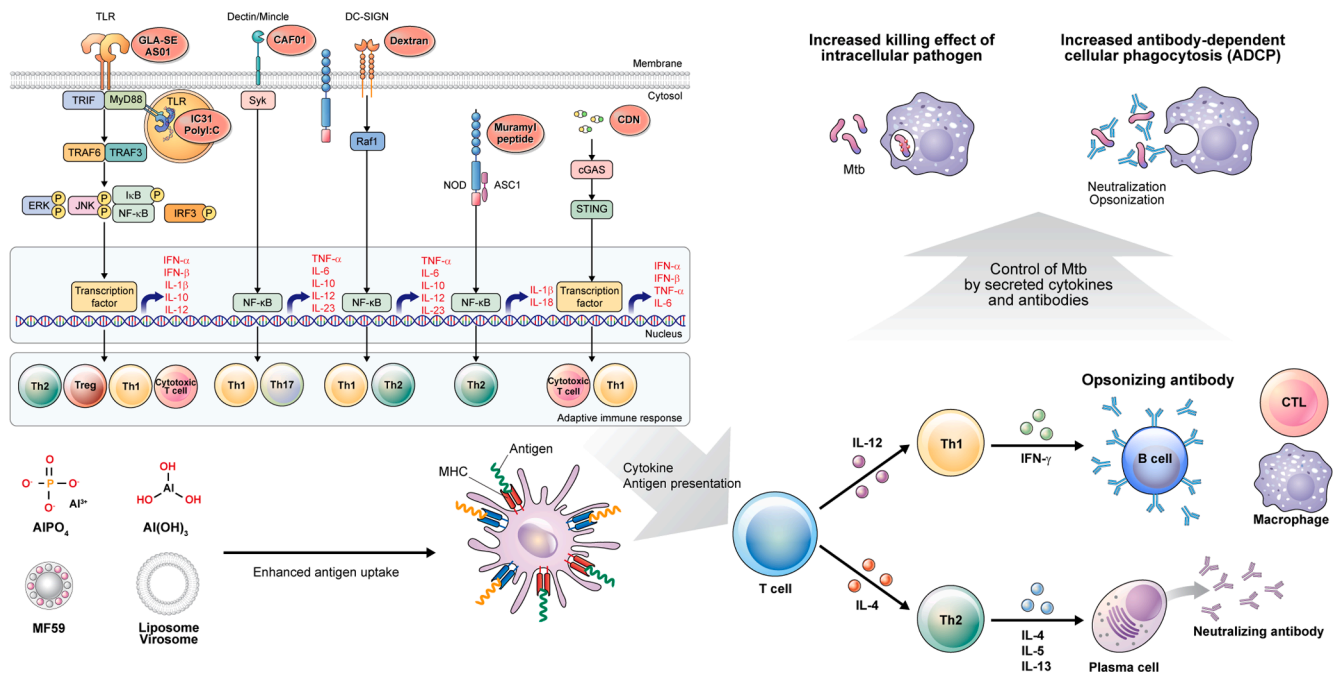 TLR
GLA-SE
AS01
Dectin/Mincle
CAF01
DC-SIGN
Dextran
Membrane
Cytosol
TRIF
MyD88
TLR
IC31
PolyI:C
TRAF6
TRAF3
ERK
P
P
JNK
P
P
IκB
P
NF-κB
IRF3
P
Syk
Raf1
Muramyl
peptide
NOD
ASC1
CDN
cGAS
STING
Transcription
factor
IFN-α
IFN-β
IL-1β
IL-10
IL-12
NF-κB
TNF-α
IL-6
IL-10
IL-12
IL-23
NF-κB
TNF-α
IL-6
IL-10
IL-12
IL-23
NF-κB
IL-1β
IL-18
Transcription
factor
IFN-α
IFN-β
TNF-α
IL-6
Nucleus
Th2
Treg
Th1
Cytotoxic
T cell
Th1
Th17
Th1
Th2
Th2
Cytotoxic
T cell
Th1
Adaptive immune response
O
O-
P
O-
O-
Al3+
AlPO4
OH
Al
HO
OH
Al(OH)3
MF59
Liposome
Virosome
Enhanced antigen uptake
MHC
Antigen
Cytokine
Antigen presentation
T cell
IL-12
IL-4
Th1
IFN-γ
Th2
IL-4
IL-5
IL-13
Opsonizing antibody
B cell
CTL
Macrophage
Plasma cell
Neutralizing antibody
Control of Mtb
by secreted cytokines
and antibodies
Increased killing effect of
intracellular pathogen
Mtb
Increased antibody-dependent
cellular phagocytosis (ADCP)
Neutralization
Opsonization